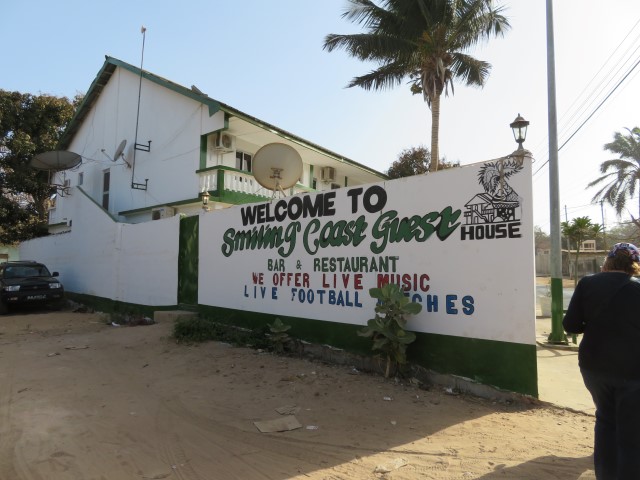 WELCOME TO
Smiling Coast Guest HOUSE
BAR & RESTAURANT
WE OFFER LIVE MUSIC
LIVE FOOTBALL CHES